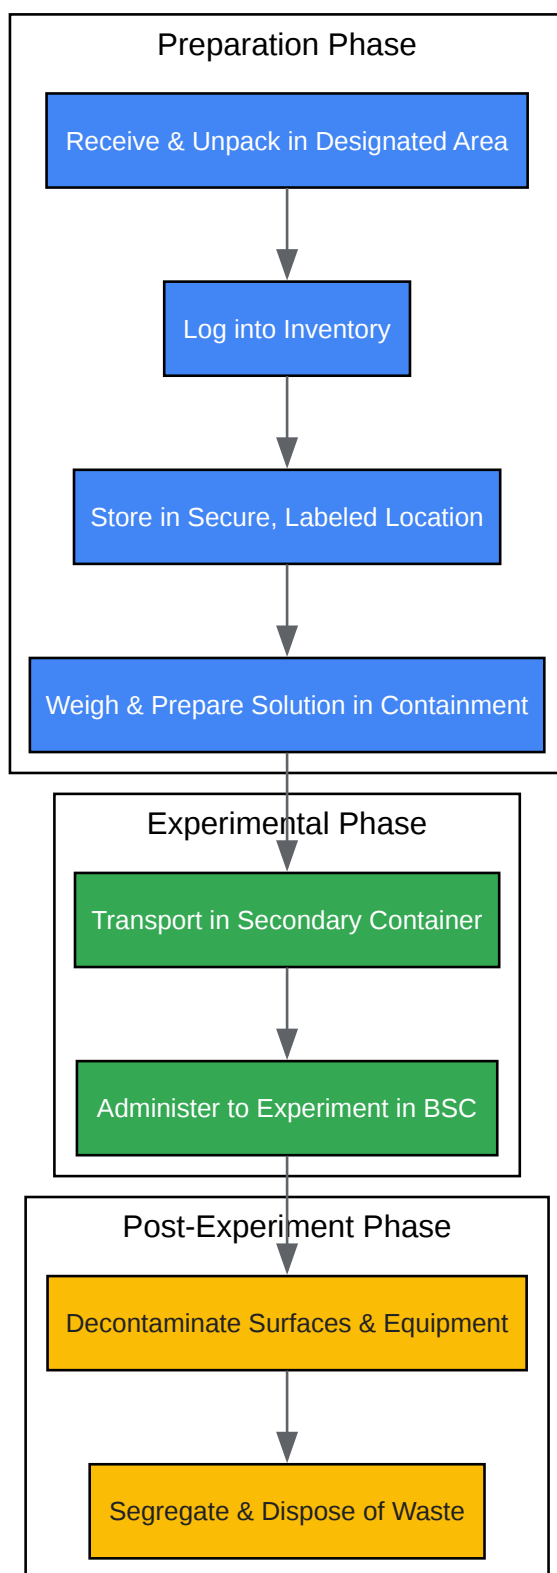 Preparation Phase
Receive & Unpack in Designated Area
Log into Inventory
Store in Secure, Labeled Location
Weigh & Prepare Solution in Containment
Experimental Phase
Transport in Secondary Container
Administer to Experiment in BSC
Post-Experiment Phase
Decontaminate Surfaces & Equipment
Segregate & Dispose of Waste